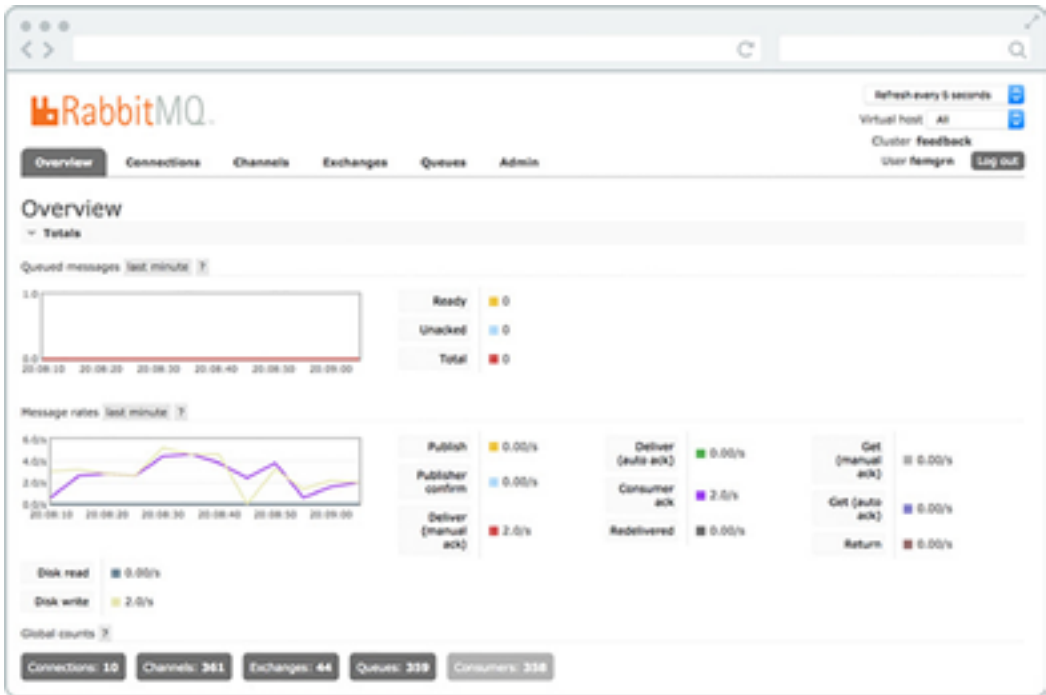 RabbitMQ
Refresh every 5 seconds
Virtual host All
Cluster feedback
User femgrn Log out
Overview Connections Channels Exchanges Queues Admin
Overview
Totals
Queued messages last minute ?
1.0
0.0
20:08:10 20:08:20 20:08:30 20:08:40 20:08:50 20:09:00
Ready 0
Unacked 0
Total 0
Message rates last minute ?
6.0/s
4.0/s
2.0/s
0.0/s
20:08:10 20:08:20 20:08:30 20:08:40 20:08:50 20:09:00
Publish 0.00/s
Publisher
confirm 0.00/s
Deliver
(manual
ack) 2.0/s
Deliver
(auto ack) 0.00/s
Consumer
ack 2.0/s
Redelivered 0.00/s
Get
(manual
ack) 0.00/s
Get (auto
ack) 0.00/s
Return 0.00/s
Disk read 0.00/s
Disk write 2.0/s
Global counts ?
Connections: 10 Channels: 361 Exchanges: 44 Queues: 359 Consumers: 358